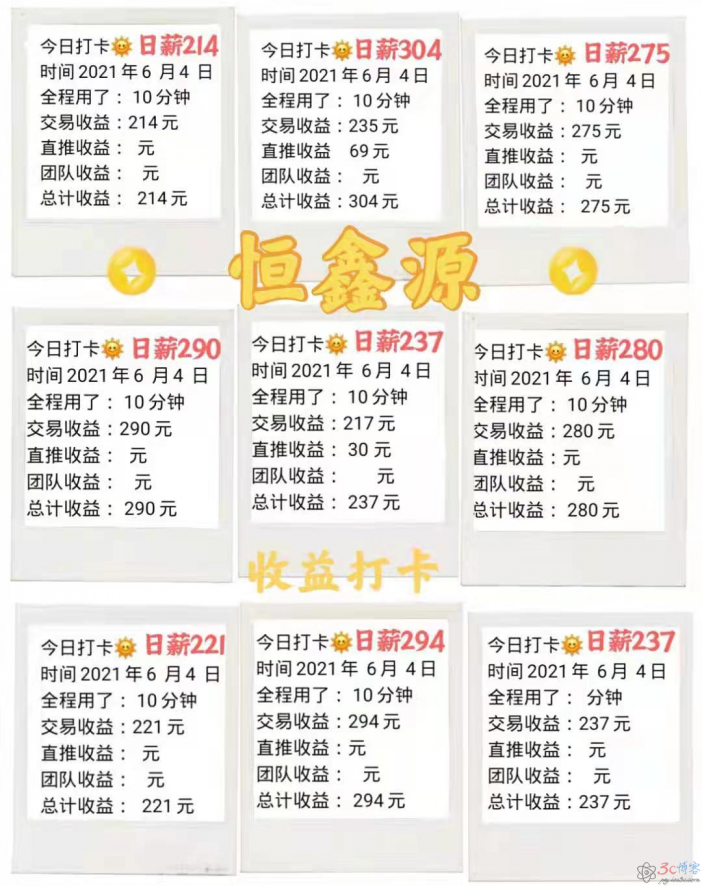 今日打卡🌞日薪214
时间 2021 年 6 月 4 日
全程用了： 10 分钟
交易收益：214 元
直推收益： 元
团队收益： 元
总计收益： 214 元
今日打卡🌞日薪304
时间 2021 年 6 月 4 日
全程用了： 10 分钟
交易收益：235 元
直推收益 69 元
团队收益： 元
总计收益：304 元
今日打卡🌞日薪275
时间 2021 年 6 月 4 日
全程用了： 10 分钟
交易收益：275 元
直推收益： 元
团队收益： 元
总计收益： 275 元
恒鑫源
今日打卡🌞日薪290
时间 2021 年 6 月 4 日
全程用了： 10 分钟
交易收益：290 元
直推收益： 元
团队收益： 元
总计收益： 290 元
今日打卡🌞日薪237
时间 2021 年 6 月 4 日
全程用了： 10 分钟
交易收益：217 元
直推收益： 30 元
团队收益： 元
总计收益： 237 元
今日打卡🌞日薪280
时间 2021 年 6 月 4 日
全程用了： 10 分钟
交易收益：280 元
直推收益：元
团队收益： 元
总计收益： 280 元
收益打卡
今日打卡🌞日薪221
时间 2021 年 6 月 4 日
全程用了： 10 分钟
交易收益：221 元
直推收益： 元
团队收益： 元
总计收益： 221 元
今日打卡🌞日薪294
时间 2021 年 6 月 4 日
全程用了： 10 分钟
交易收益：294 元
直推收益：元
团队收益： 元
总计收益： 294 元
今日打卡🌞日薪237
时间 2021 年 6 月 4 日
全程用了： 分钟
交易收益：237 元
直推收益： 元
团队收益： 元
总计收益： 237 元
3c博客